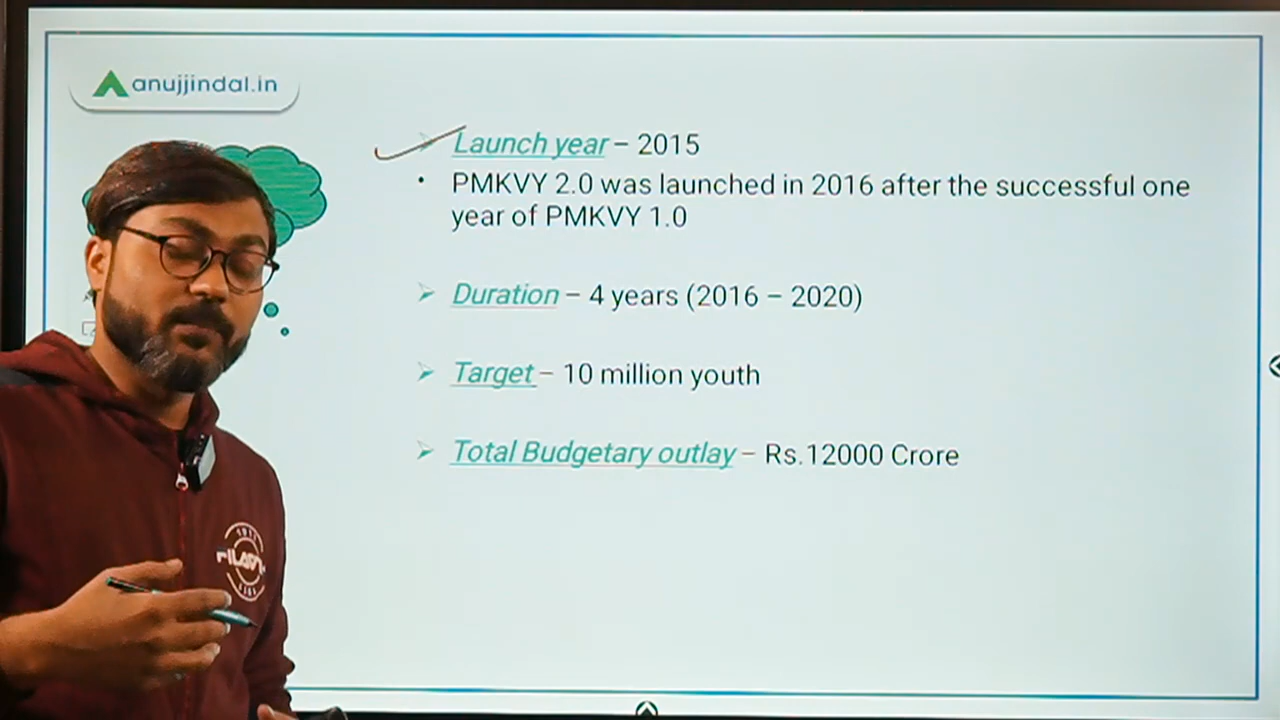 anujjindal.in
Launch year – 2015
• PMKVY 2.0 was launched in 2016 after the successful one
year of PMKVY 1.0
Duration – 4 years (2016 – 2020)
Target – 10 million youth
Total Budgetary outlay – Rs.12000 Crore